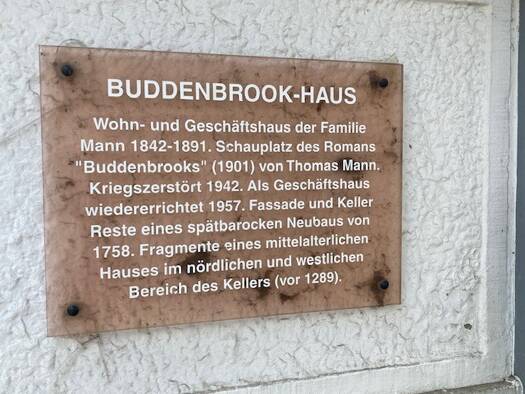 BUDDENBROOK-HAUS
Wohn- und Geschäftshaus der Familie
Mann 1842-1891. Schauplatz des Romans
"Buddenbrooks" (1901) von Thomas Mann.
Kriegszerstört 1942. Als Geschäftshaus
wiedererrichtet 1957. Fassade und Keller
Reste eines spätbarocken Neubaus von
1758. Fragmente eines mittelalterlichen
Hauses im nördlichen und westlichen
Bereich des Kellers (vor 1289).